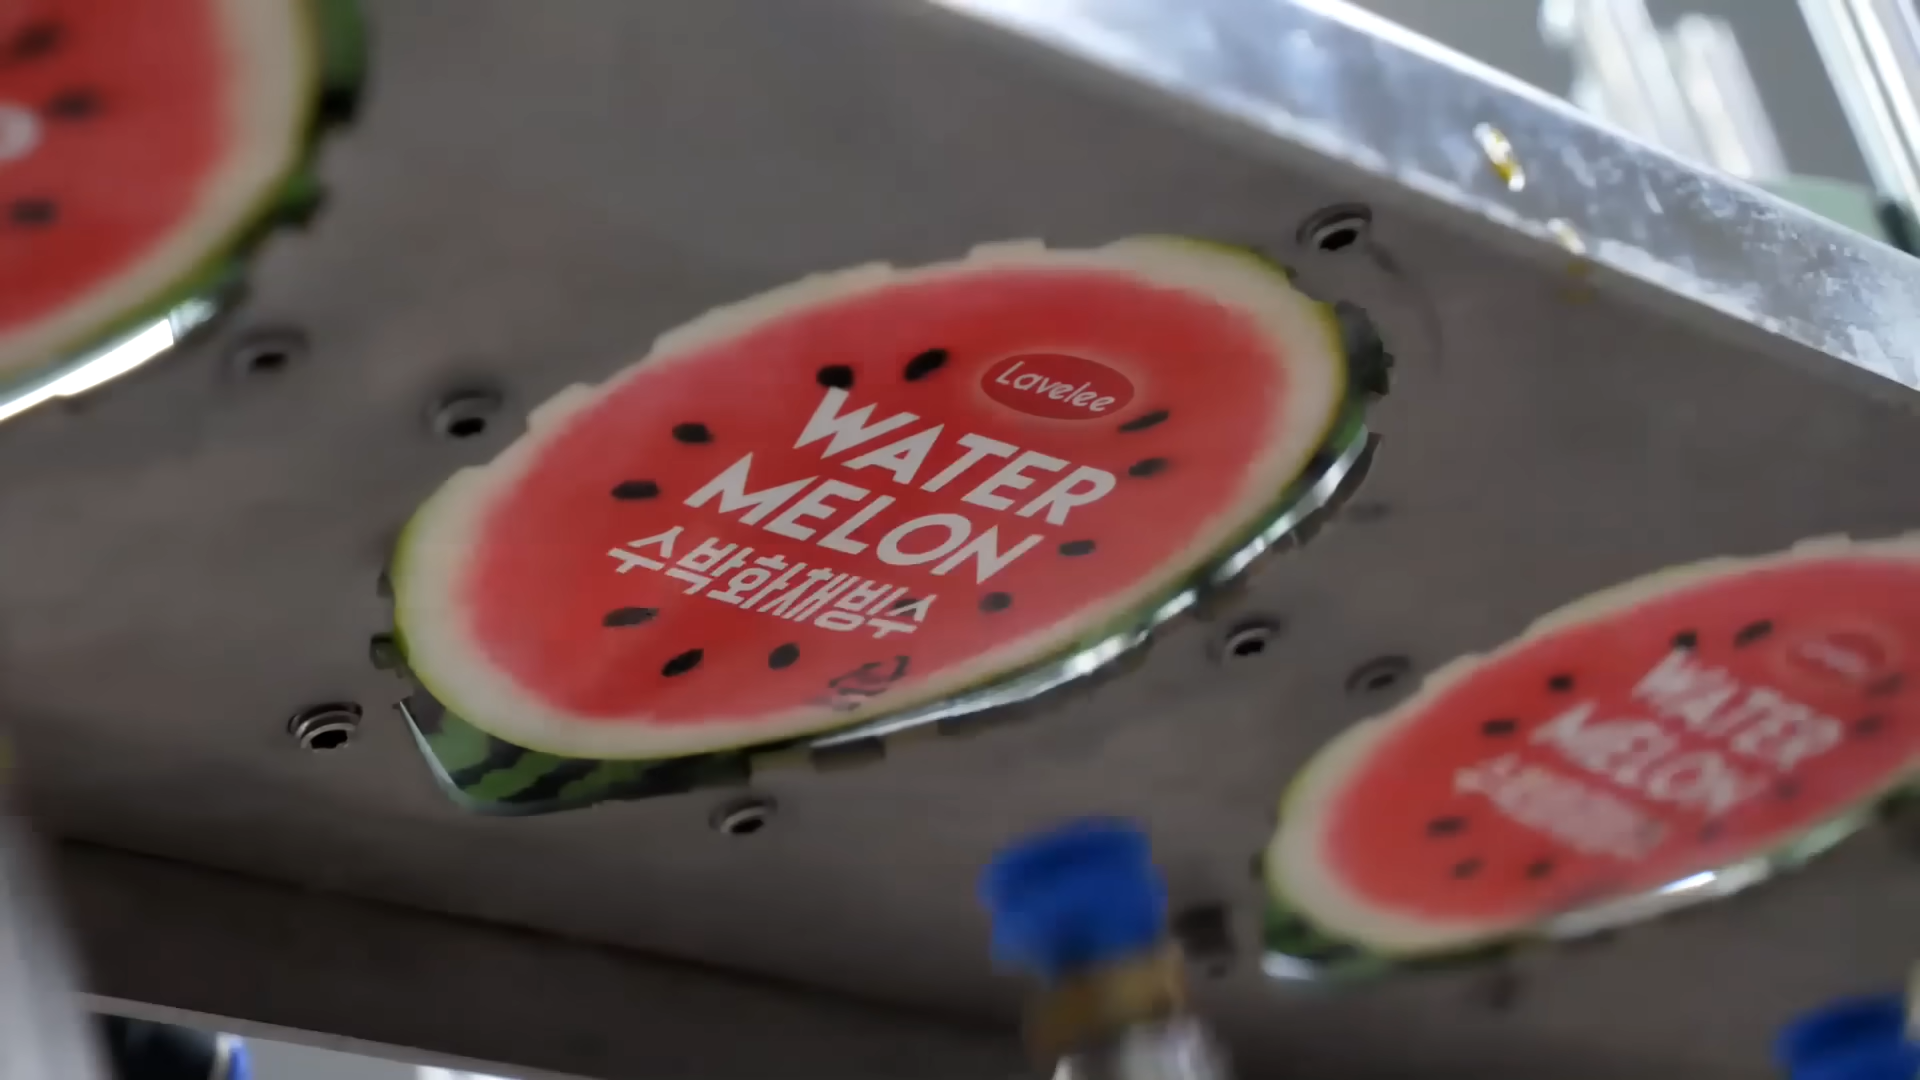 Lavelee
WATER
MELON
수박화채빙수
WATER
MELON